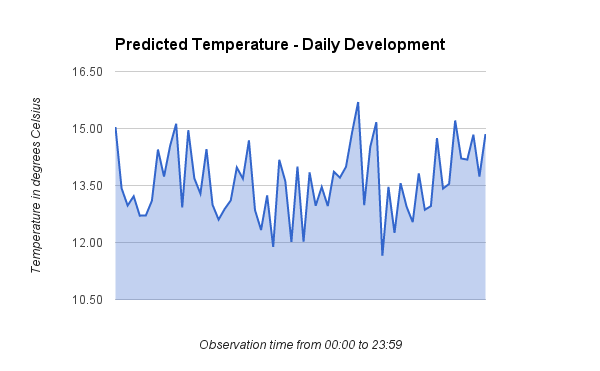 Predicted Temperature - Daily Development
Temperature in degrees Celsius
16.50
15.00
13.50
12.00
10.50
Observation time from 00:00 to 23:59